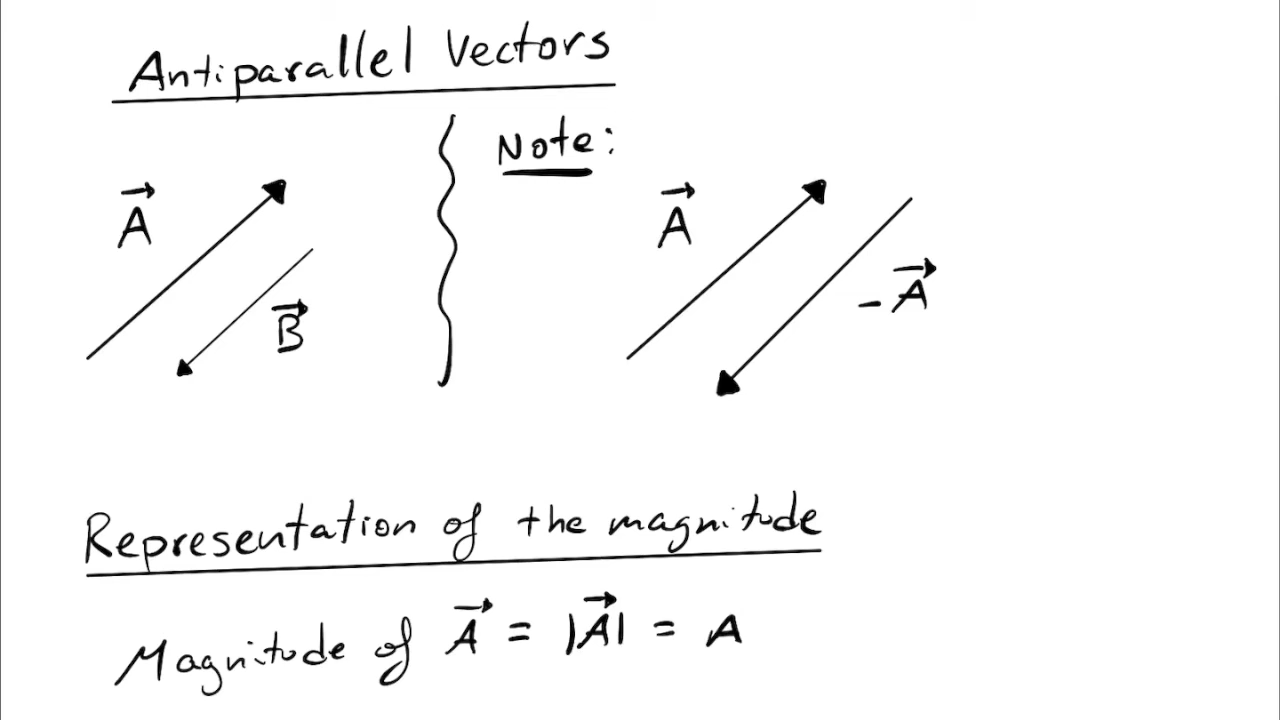 Antiparallel Vectors
Note:
A⃗
B⃗
A⃗
-A⃗
Representation of the magnitude
Magnitude of A⃗ = |A⃗| = A